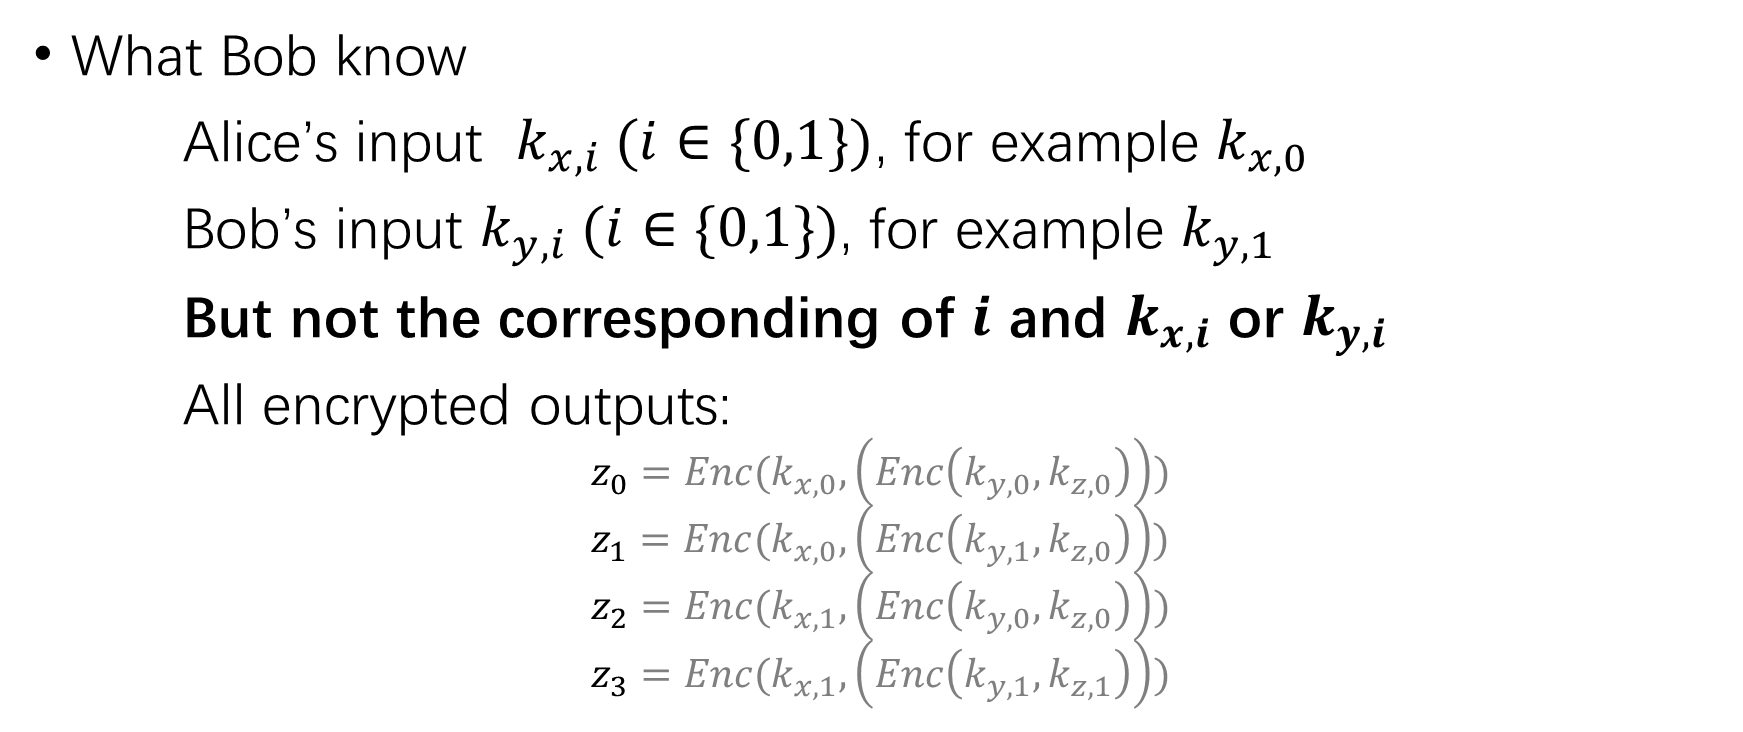 • What Bob know
Alice's input k_{x,i} (i ∈ {0,1}), for example k_{x,0}
Bob's input k_{y,i} (i ∈ {0,1}), for example k_{y,1}
But not the corresponding of i and k_{x,i} or k_{y,i}
All encrypted outputs:
z_0 = Enc(k_{x,0}, (Enc(k_{y,0}, k_{z,0})))
z_1 = Enc(k_{x,0}, (Enc(k_{y,1}, k_{z,0})))
z_2 = Enc(k_{x,1}, (Enc(k_{y,0}, k_{z,0})))
z_3 = Enc(k_{x,1}, (Enc(k_{y,1}, k_{z,1})))